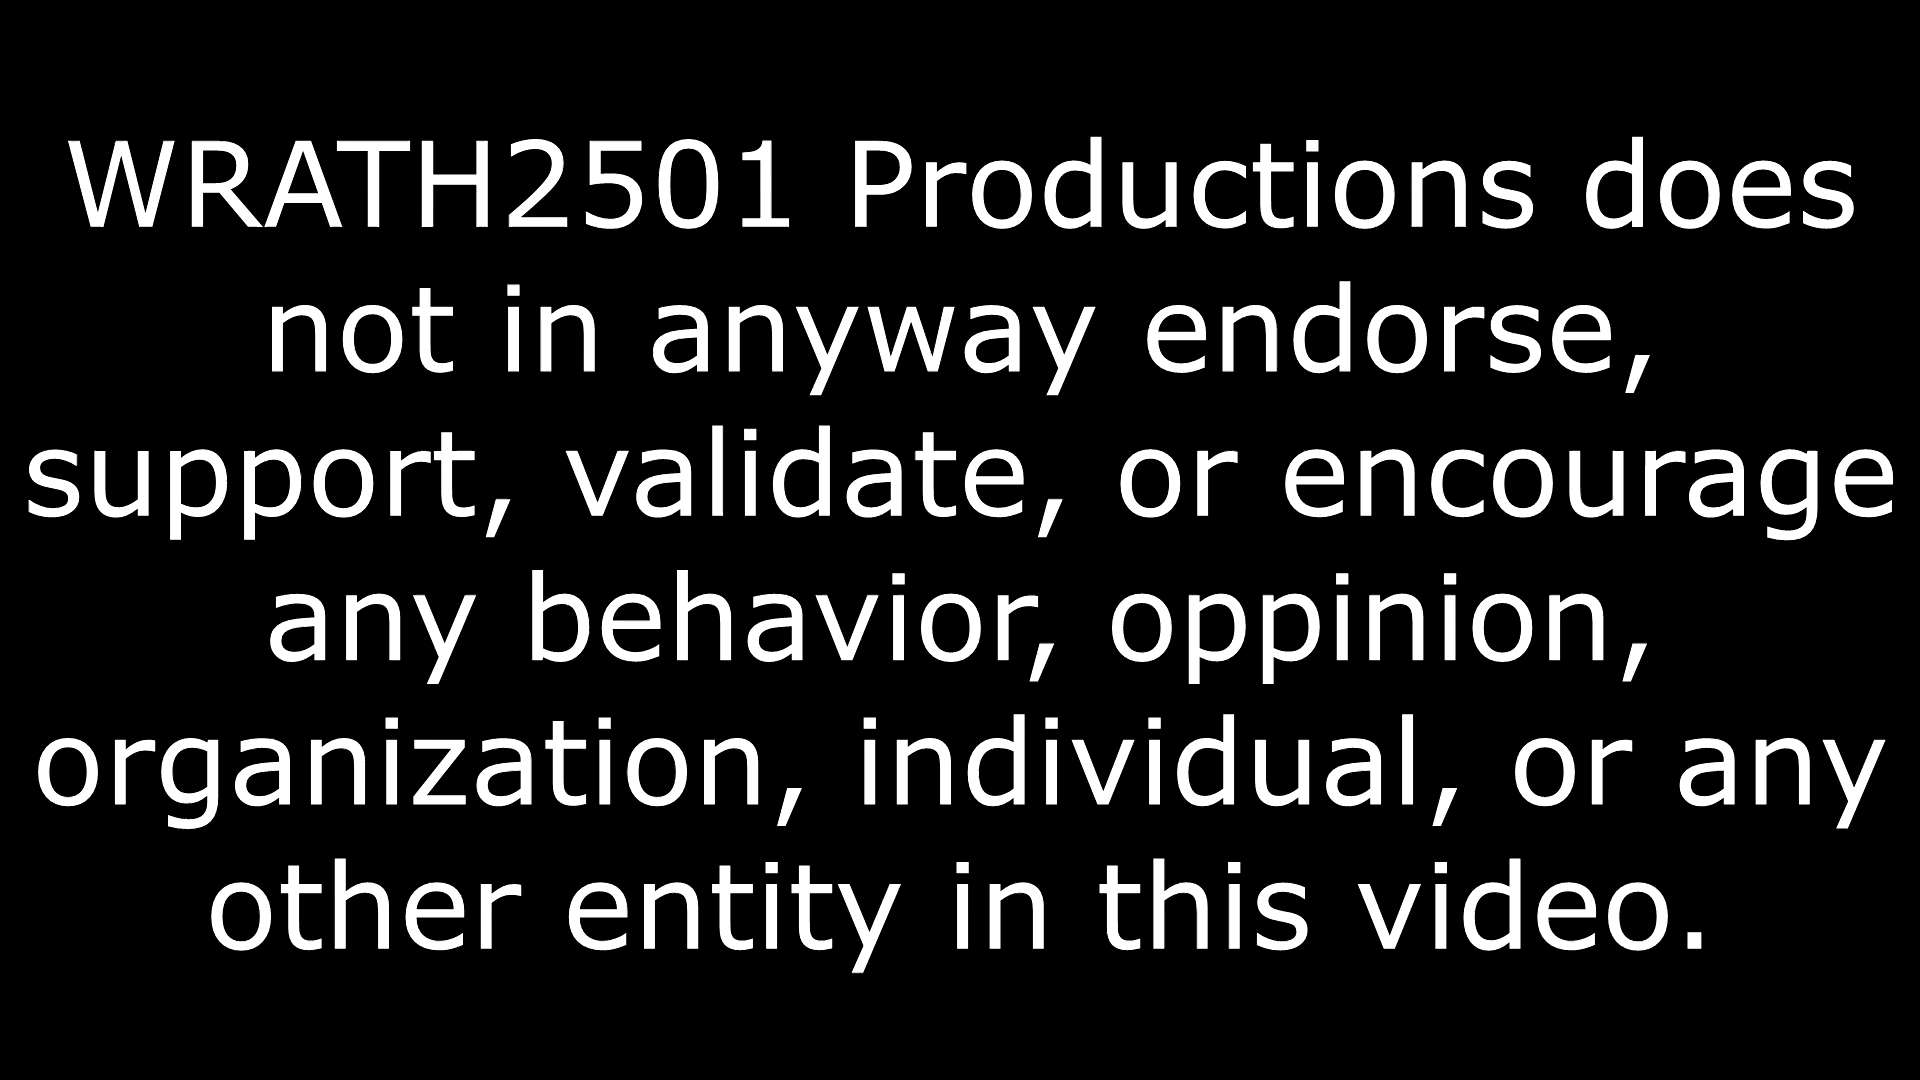 WRATH2501 Productions does
not in anyway endorse,
support, validate, or encourage
any behavior, oppinion,
organization, individual, or any
other entity in this video.